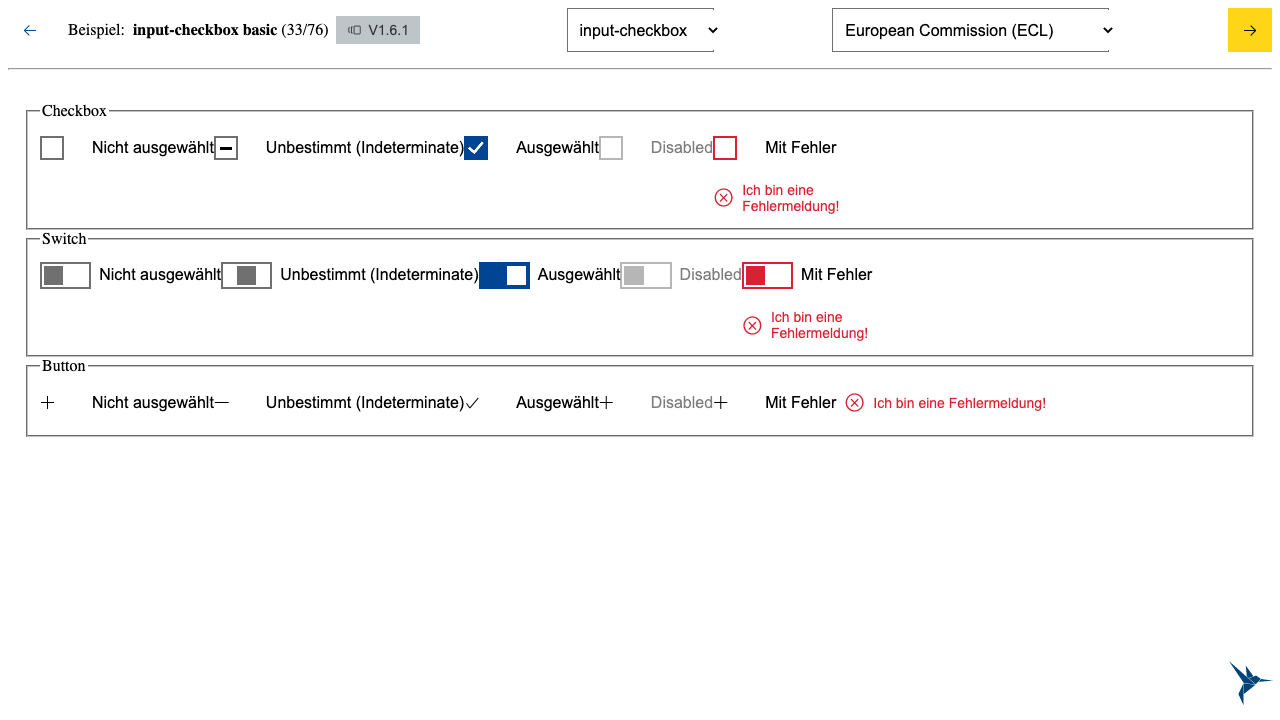 Beispiel: input-checkbox basic (33/76) V1.6.1 input-checkbox European Commission (ECL)
Checkbox
Nicht ausgewählt Unbestimmt (Indeterminate) Ausgewählt Disabled Mit Fehler
Ich bin eine
Fehlermeldung!
Switch
Nicht ausgewählt Unbestimmt (Indeterminate) Ausgewählt Disabled Mit Fehler
Ich bin eine
Fehlermeldung!
Button
Nicht ausgewählt Unbestimmt (Indeterminate) Ausgewählt Disabled Mit Fehler Ich bin eine Fehlermeldung!